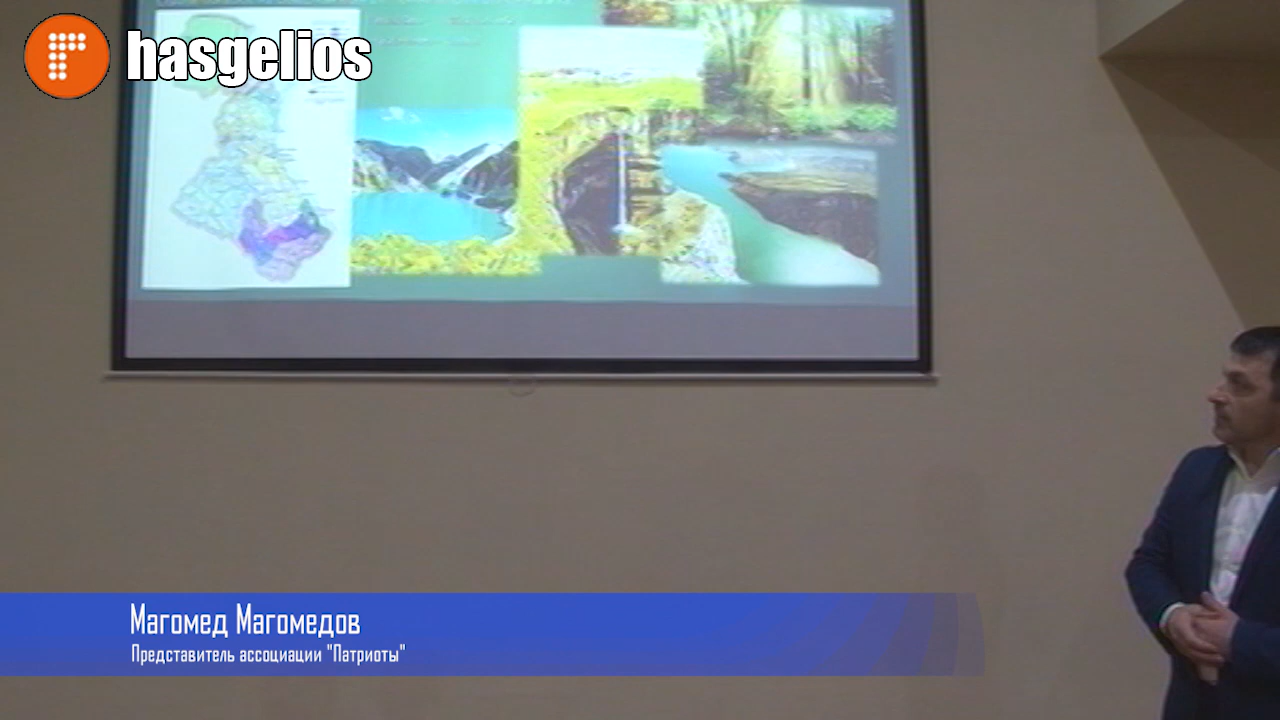 hasgelios
Магомед Магомедов
Представитель ассоциации "Патриоты"